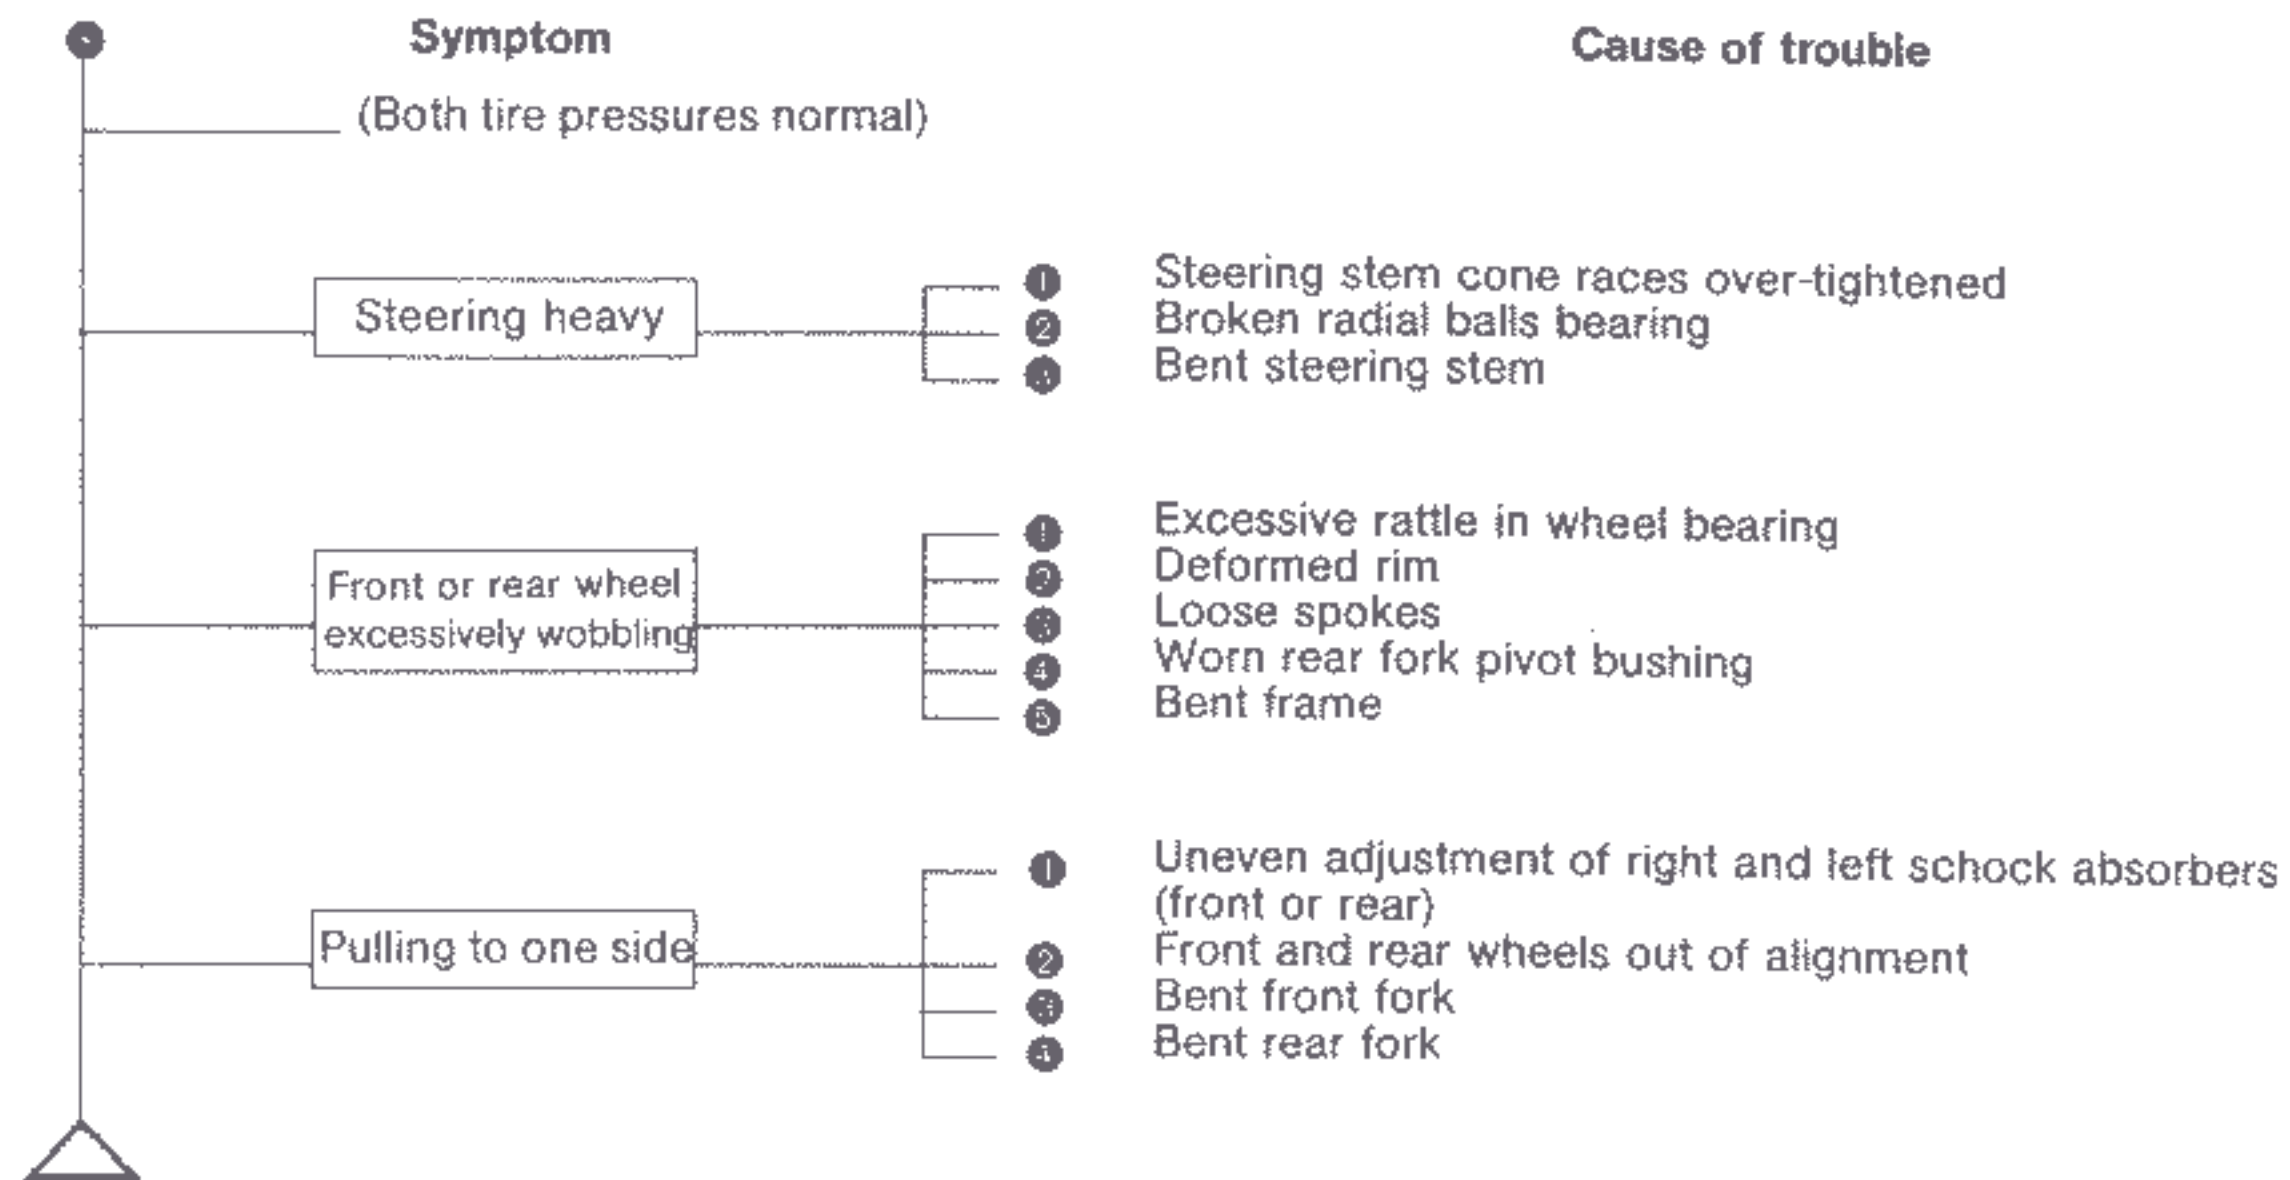 Symptom
Cause of trouble
(Both tire pressures normal)
Steering heavy
1 Steering stem cone races over-tightened
2 Broken radial balls bearing
3 Bent steering stem
Front or rear wheel
excessively wobbling
1 Excessive rattle in wheel bearing
2 Deformed rim
3 Loose spokes
4 Worn rear fork pivot bushing
5 Bent frame
Pulling to one side
1 Uneven adjustment of right and left schock absorbers
(front or rear)
2 Front and rear wheels out of alignment
3 Bent front fork
4 Bent rear fork